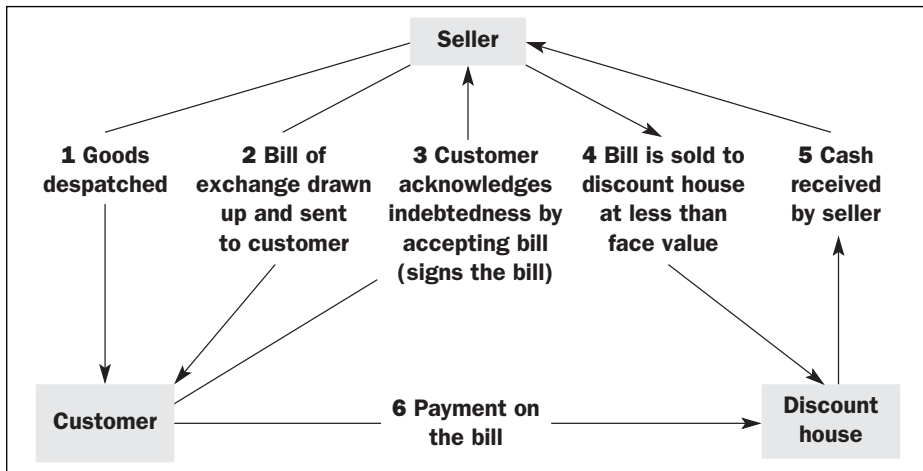 Seller
1 Goods
despatched
2 Bill of
exchange drawn
up and sent
to customer
3 Customer
acknowledges
indebtedness by
accepting bill
(signs the bill)
4 Bill is sold to
discount house
at less than
face value
5 Cash
received
by seller
Customer
6 Payment on
the bill
Discount
house